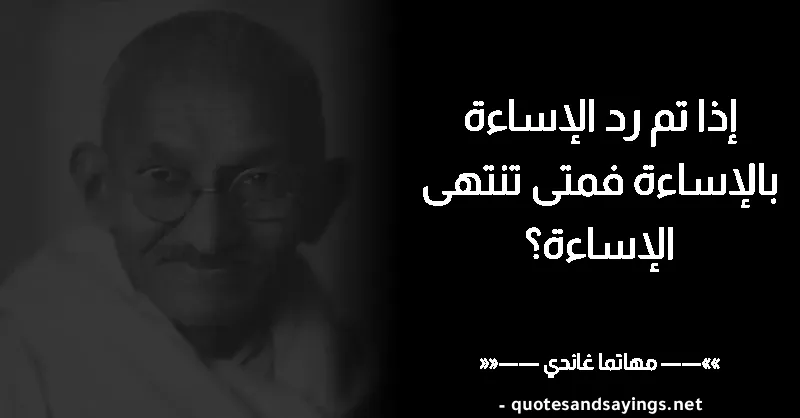 إذا تم رد الإساءة
بالإساءة فمتى تنتهى
الإساءة؟
»—— مهاتما غاندي ——««
- quotesandsayings.net